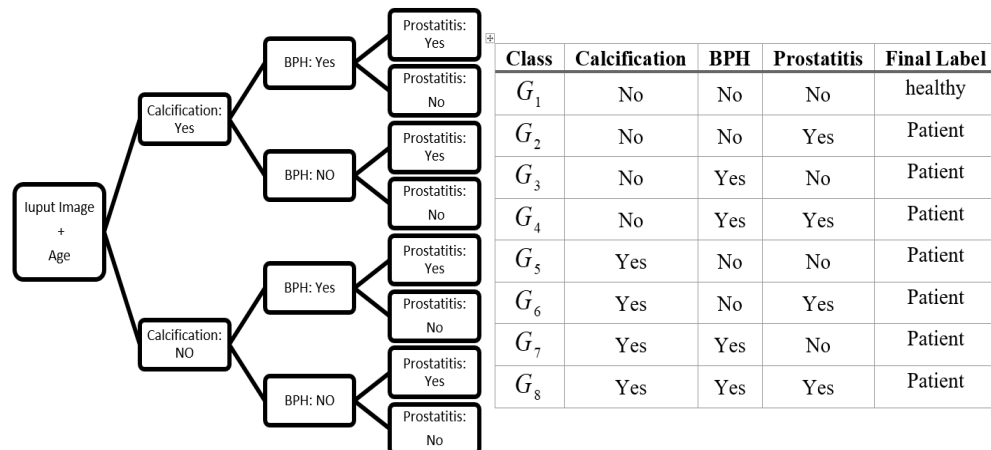 Iuput Image
+
Age
Calcification:
Yes
Calcification:
NO
BPH: Yes
BPH: NO
BPH: Yes
BPH: NO
Prostatitis:
Yes
Prostatitis:
No
Prostatitis:
Yes
Prostatitis:
No
Prostatitis:
Yes
Prostatitis:
No
Prostatitis:
Yes
Prostatitis:
No
Class Calcification BPH Prostatitis Final Label
G1 No No No healthy
G2 No No Yes Patient
G3 No Yes No Patient
G4 No Yes Yes Patient
G5 Yes No No Patient
G6 Yes No Yes Patient
G7 Yes Yes No Patient
G8 Yes Yes Yes Patient